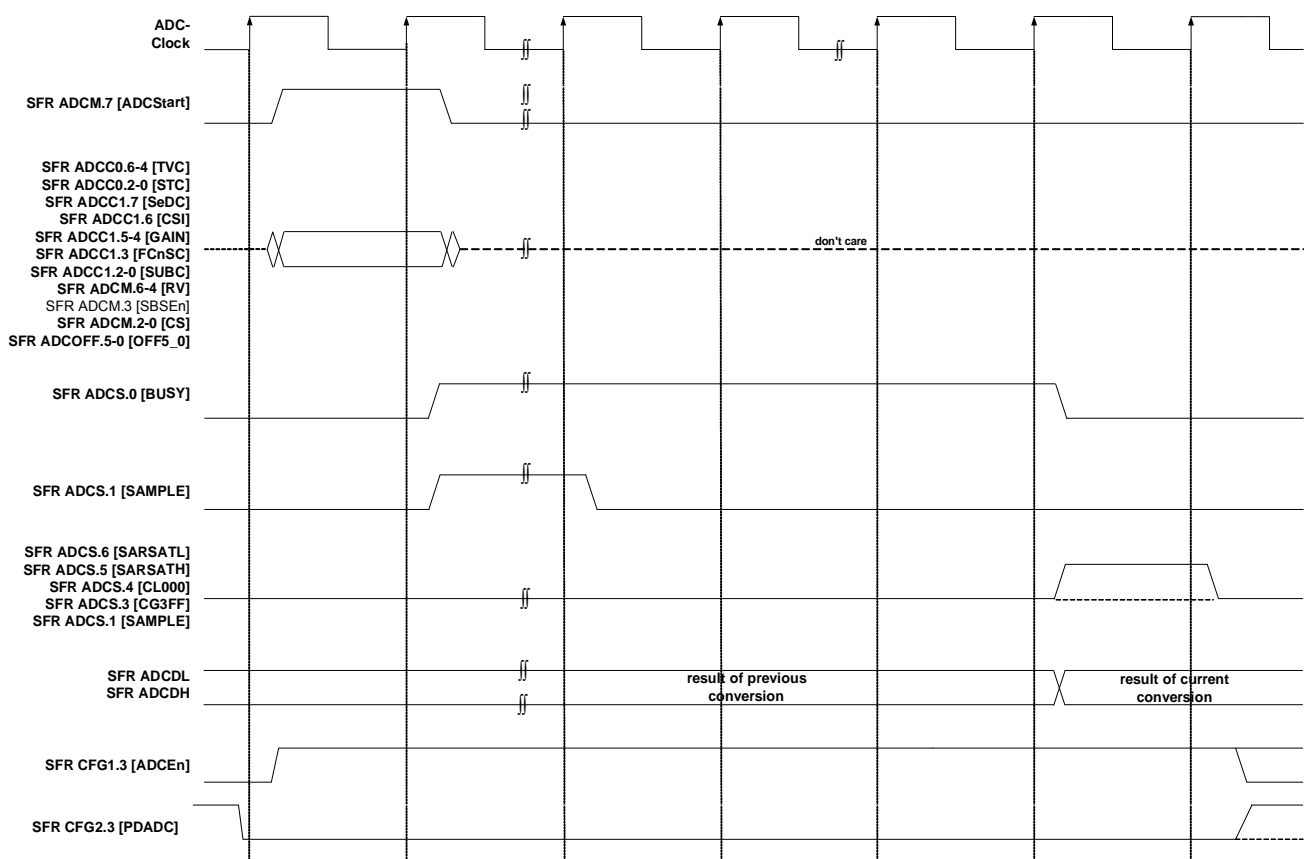 ADC-
Clock
SFR ADCM.7 [ADCStart]
SFR ADCC0.6-4 [TVC]
SFR ADCC0.2-0 [STC]
SFR ADCC1.7 [SeDC]
SFR ADCC1.6 [CSI]
SFR ADCC1.5-4 [GAIN]
SFR ADCC1.3 [FCnSC]
SFR ADCC1.2-0 [SUBC]
SFR ADCM.6-4 [RV]
SFR ADCM.3 [SBSEn]
SFR ADCM.2-0 [CS]
SFR ADCOFF.5-0 [OFF5_0]
don't care
SFR ADCS.0 [BUSY]
SFR ADCS.1 [SAMPLE]
SFR ADCS.6 [SARSATL]
SFR ADCS.5 [SARSATH]
SFR ADCS.4 [CL000]
SFR ADCS.3 [CG3FF]
SFR ADCS.1 [SAMPLE]
SFR ADCDL
SFR ADCDH
result of previous
conversion
result of current
conversion
SFR CFG1.3 [ADCEn]
SFR CFG2.3 [PDADC]